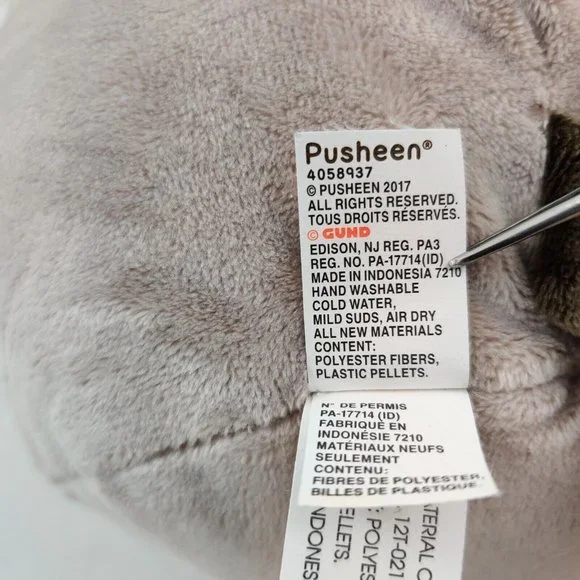 Pusheen®
4058937
© PUSHEEN 2017
ALL RIGHTS RESERVED.
TOUS DROITS RÉSERVÉS.
© GUND
EDISON, NJ REG. PA3
REG. NO. PA-17714(ID)
MADE IN INDONESIA 7210
HAND WASHABLE
COLD WATER,
MILD SUDS, AIR DRY
ALL NEW MATERIALS
CONTENT:
POLYESTER FIBERS,
PLASTIC PELLETS.
N° DE PERMIS
PA-17714 (ID)
FABRIQUÉ EN
INDONÉSIE 7210
MATÉRIAUX NEUFS
SEULEMENT
CONTENU:
FIBRES DE POLYESTER,
BILLES DE PLASTIQUE.
12T-021
PELLETS.